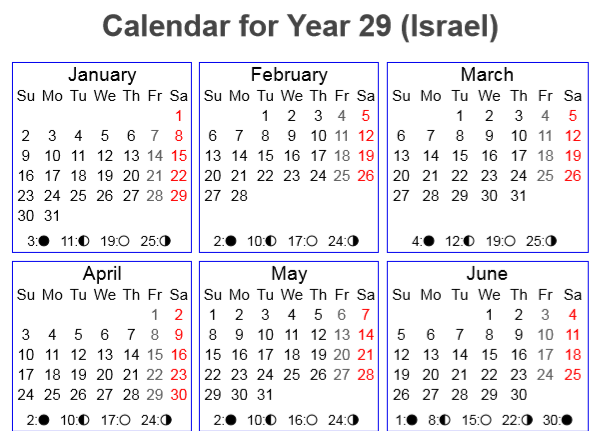 Calendar for Year 29 (Israel)
January
Su Mo Tu We Th Fr Sa
1
2 3 4 5 6 7 8
9 10 11 12 13 14 15
16 17 18 19 20 21 22
23 24 25 26 27 28 29
30 31
3:● 11:◐ 19:○ 25:◑
February
Su Mo Tu We Th Fr Sa
1 2 3 4 5
6 7 8 9 10 11 12
13 14 15 16 17 18 19
20 21 22 23 24 25 26
27 28
2:● 10:◐ 17:○ 24:◑
March
Su Mo Tu We Th Fr Sa
1 2 3 4 5
6 7 8 9 10 11 12
13 14 15 16 17 18 19
20 21 22 23 24 25 26
27 28 29 30 31
4:● 12:◐ 19:○ 25:◑
April
Su Mo Tu We Th Fr Sa
1 2
3 4 5 6 7 8 9
10 11 12 13 14 15 16
17 18 19 20 21 22 23
24 25 26 27 28 29 30
2:● 10:◐ 17:○ 24:◑
May
Su Mo Tu We Th Fr Sa
1 2 3 4 5 6 7
8 9 10 11 12 13 14
15 16 17 18 19 20 21
22 23 24 25 26 27 28
29 30 31
2:● 10:◐ 16:○ 24:◑
June
Su Mo Tu We Th Fr Sa
1 2 3 4
5 6 7 8 9 10 11
12 13 14 15 16 17 18
19 20 21 22 23 24 25
26 27 28 29 30
1:● 8:◐ 15:○ 22:◑ 30:●